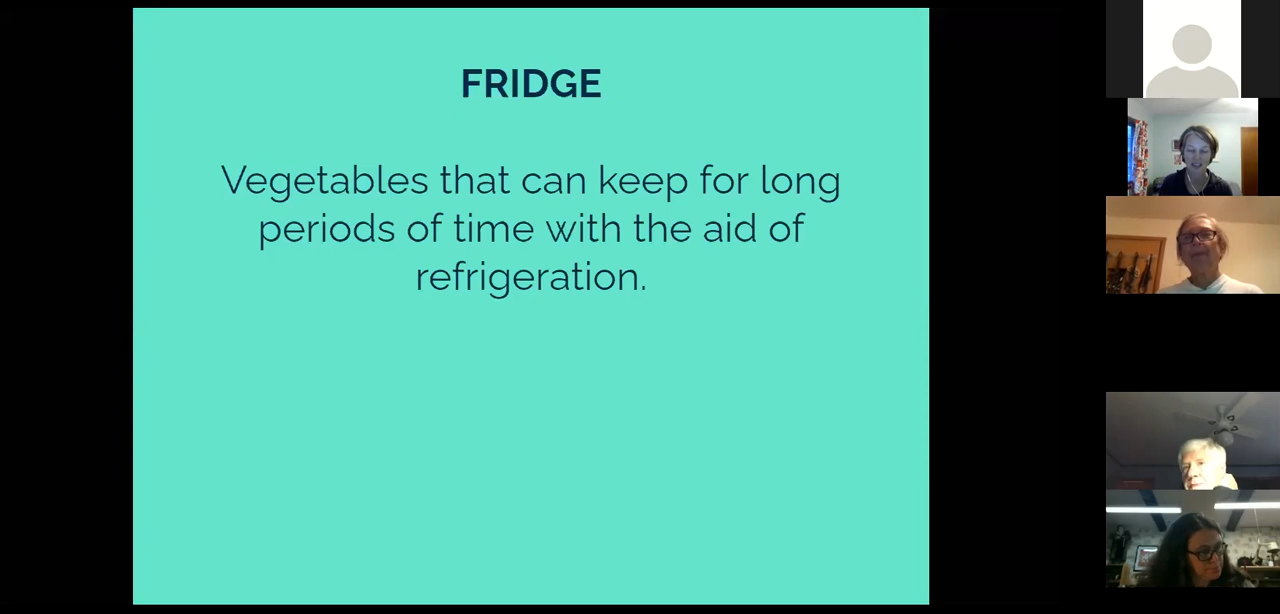 FRIDGE
Vegetables that can keep for long
periods of time with the aid of
refrigeration.